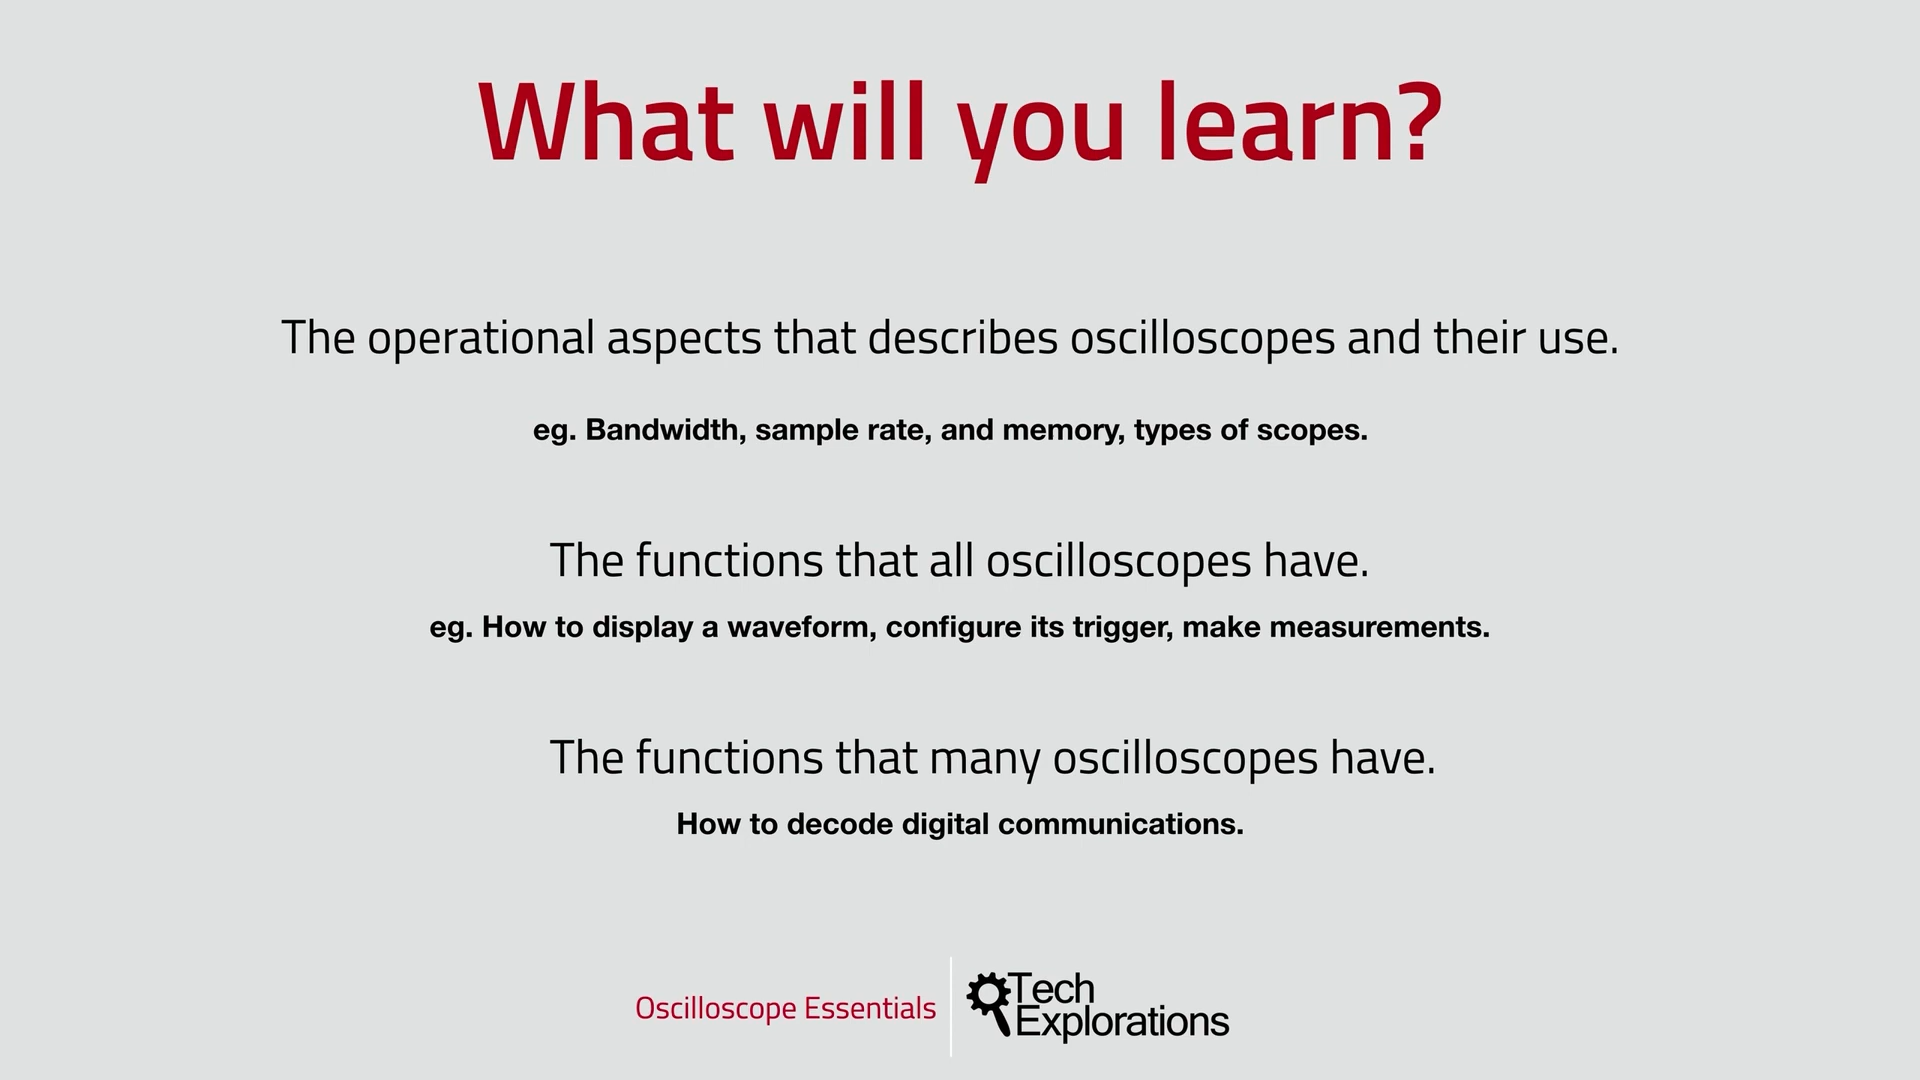 What will you learn?
The operational aspects that describes oscilloscopes and their use.
eg. Bandwidth, sample rate, and memory, types of scopes.
The functions that all oscilloscopes have.
eg. How to display a waveform, configure its trigger, make measurements.
The functions that many oscilloscopes have.
How to decode digital communications.
Oscilloscope Essentials
Tech
Explorations